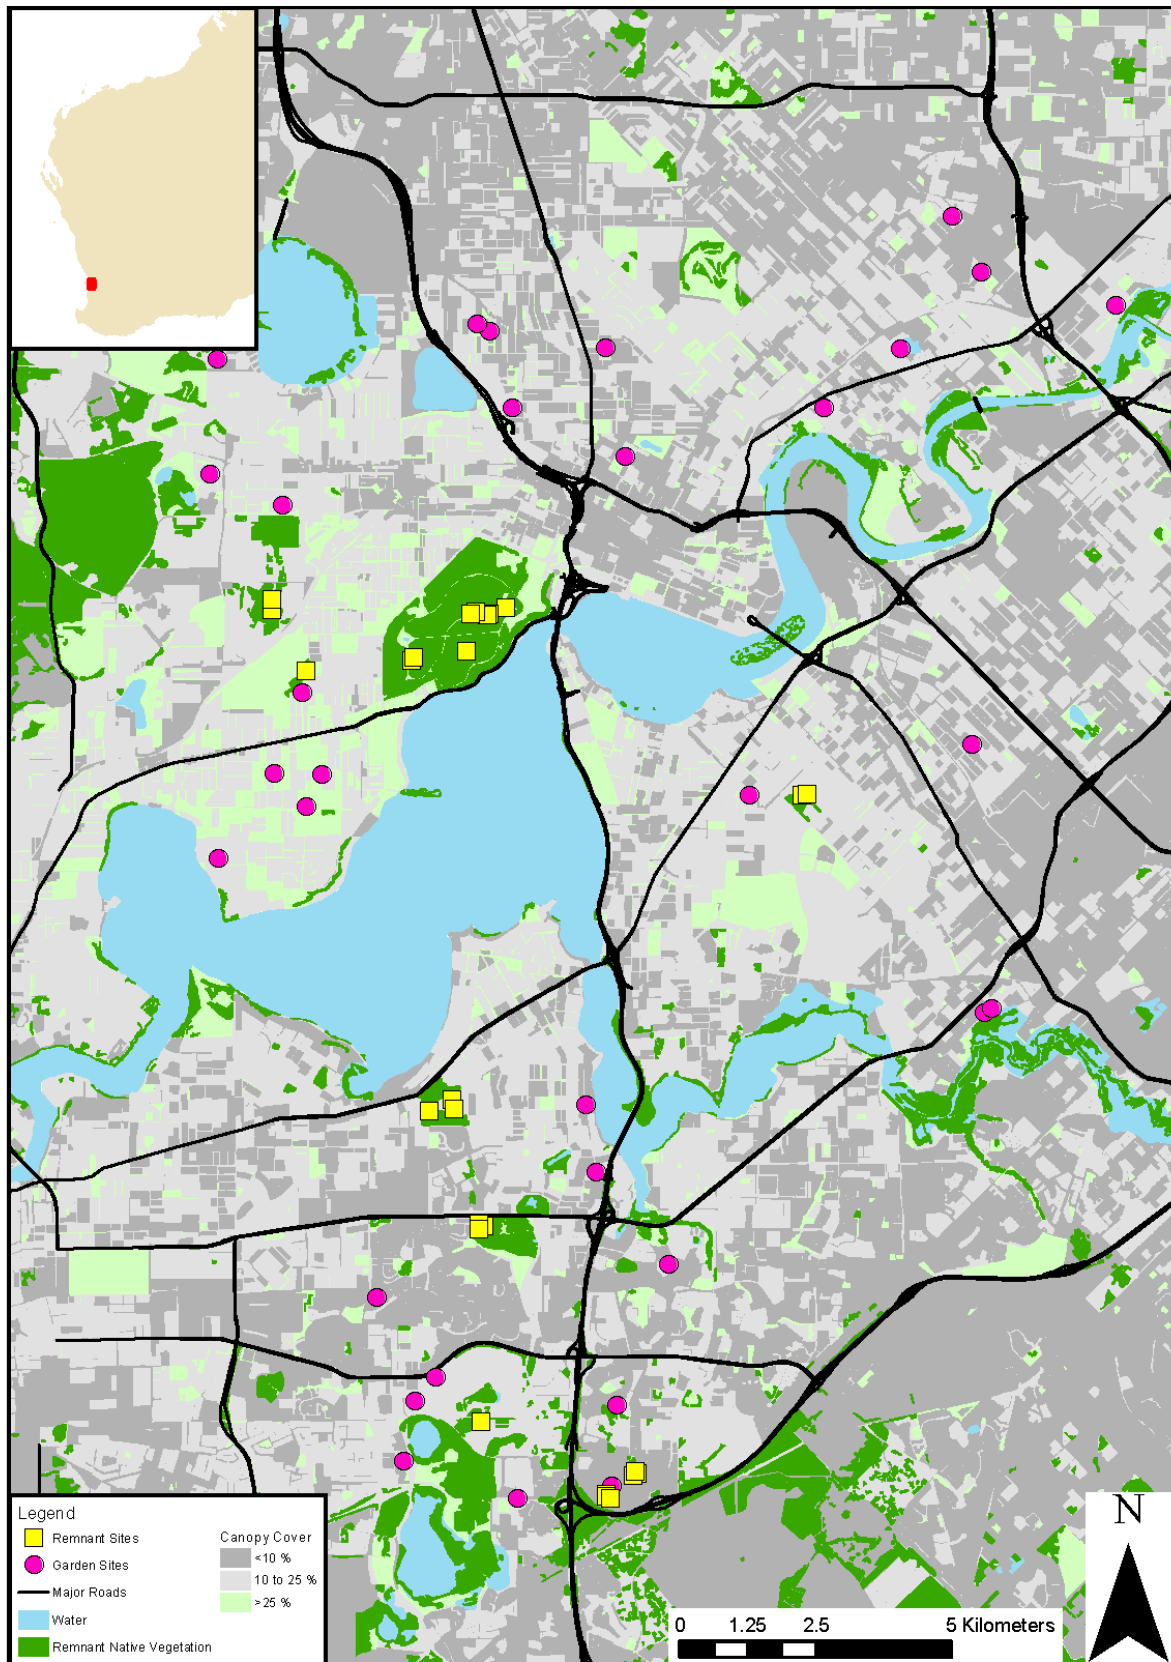 Legend
Remnant Sites
Garden Sites
Major Roads
Water
Remnant Native Vegetation
Canopy Cover
<10 %
10 to 25 %
>25 %
0 1.25 2.5 5 Kilometers
N